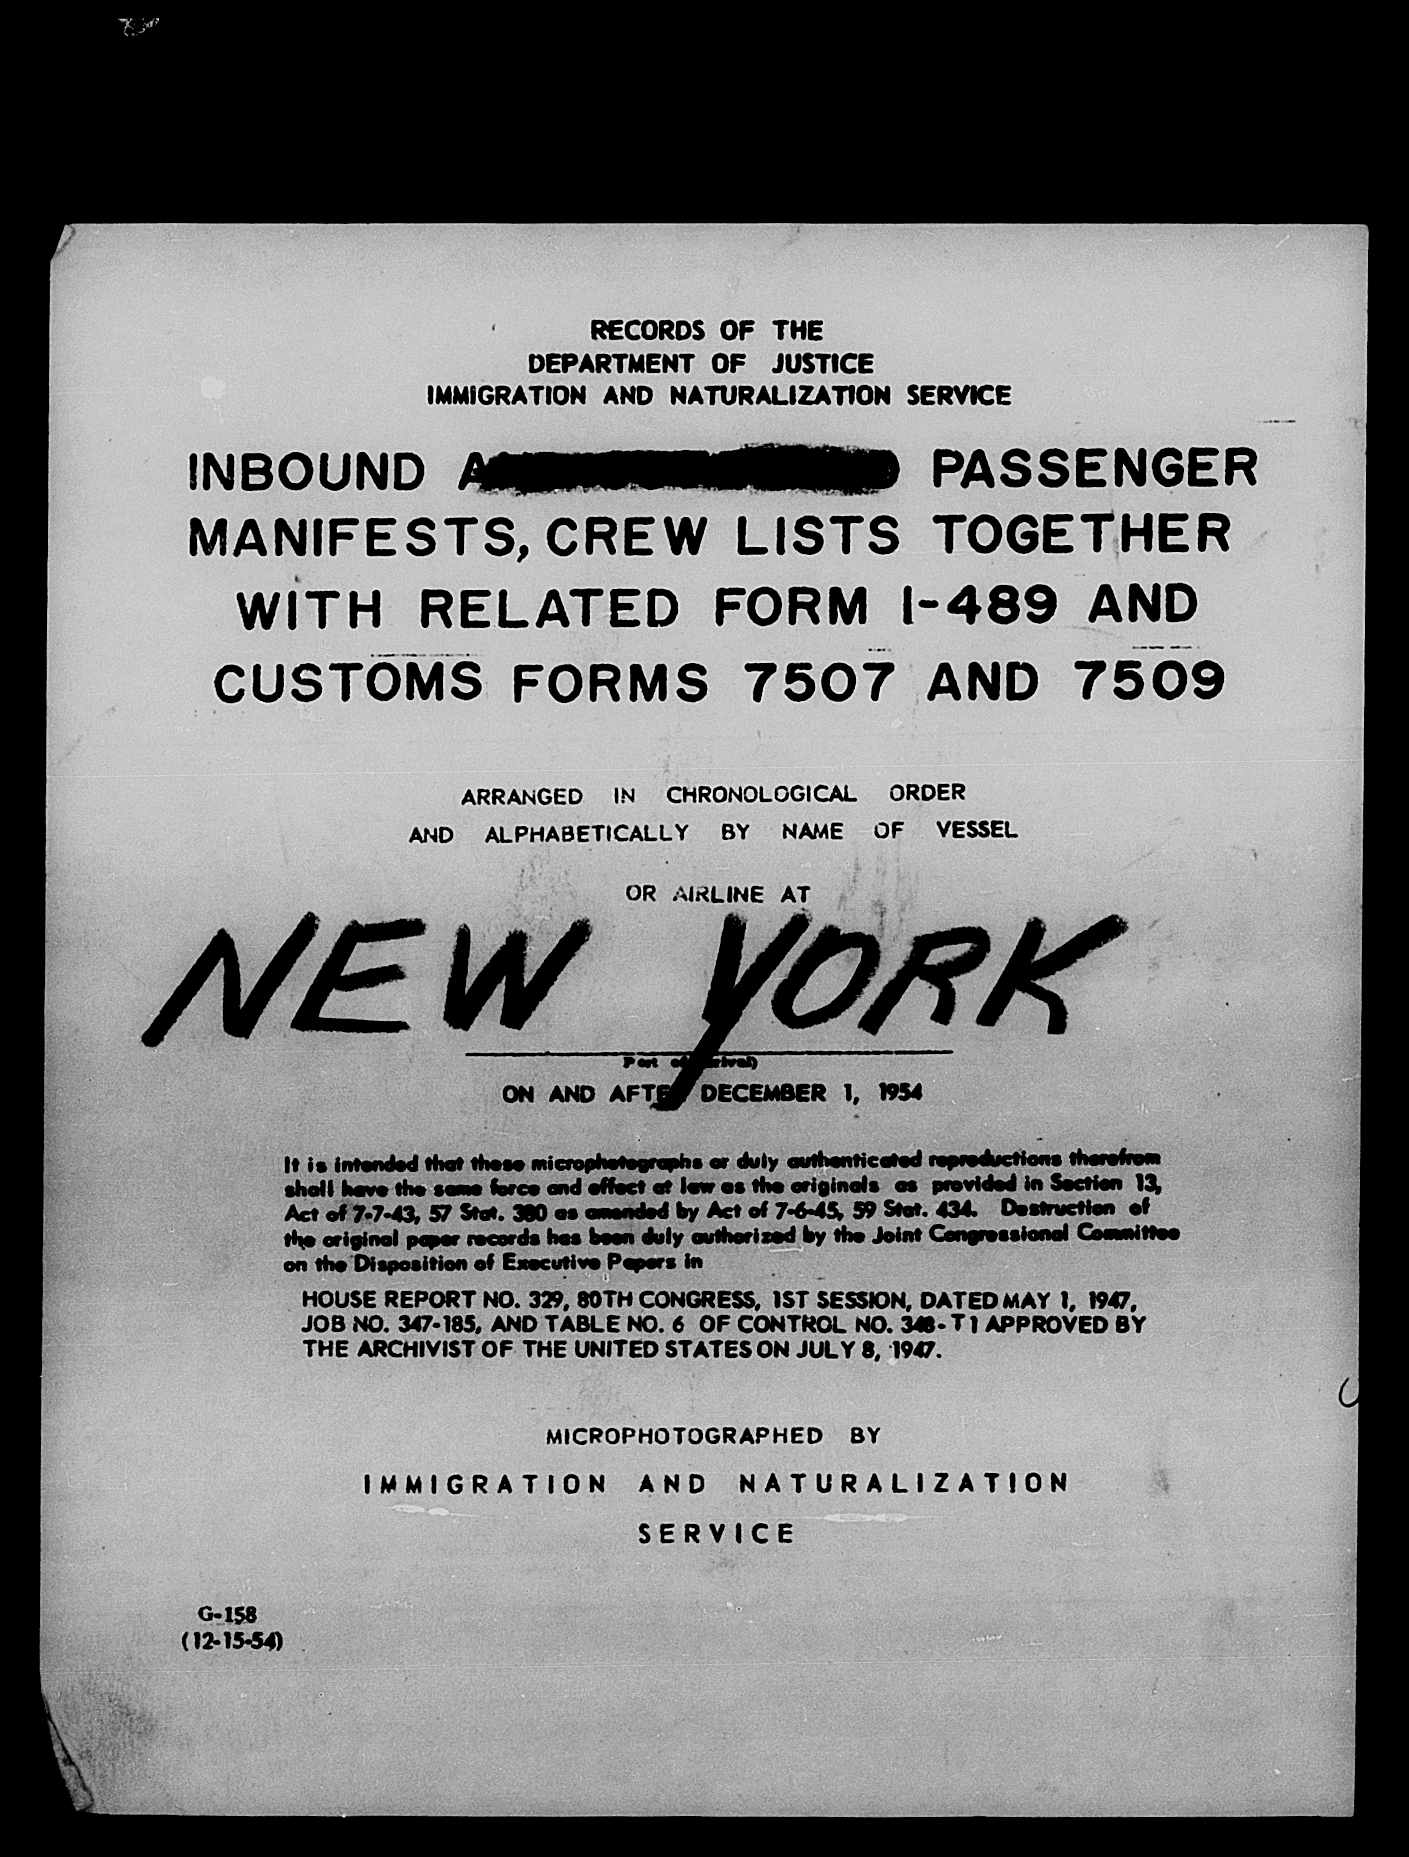 RECORDS OF THE
DEPARTMENT OF JUSTICE
IMMIGRATION AND NATURALIZATION SERVICE
INBOUND PASSENGER
MANIFESTS, CREW LISTS TOGETHER
WITH RELATED FORM I-489 AND
CUSTOMS FORMS 7507 AND 7509
ARRANGED IN CHRONOLOGICAL ORDER
AND ALPHABETICALLY BY NAME OF VESSEL
OR AIRLINE AT
NEW YORK
Port of
ON AND AFTER DECEMBER 1, 1954
It is intended that these microphotographs or duly authenticated reproductions therefrom
shall have the same force and effect at law as the originals as provided in Section 13,
Act of 7-7-43, 57 Stat. 380 as amended by Act of 7-6-45, 59 Stat. 434. Destruction of
the original paper records has been duly authorized by the Joint Congressional Committee
on the Disposition of Executive Papers in
HOUSE REPORT NO. 329, 80TH CONGRESS, 1ST SESSION, DATED MAY 1, 1947,
JOB NO. 347-185, AND TABLE NO. 6 OF CONTROL NO. 348-T1 APPROVED BY
THE ARCHIVIST OF THE UNITED STATES ON JULY 8, 1947.
MICROPHOTOGRAPHED BY
IMMIGRATION AND NATURALIZATION
SERVICE
G-158
(12-15-54)